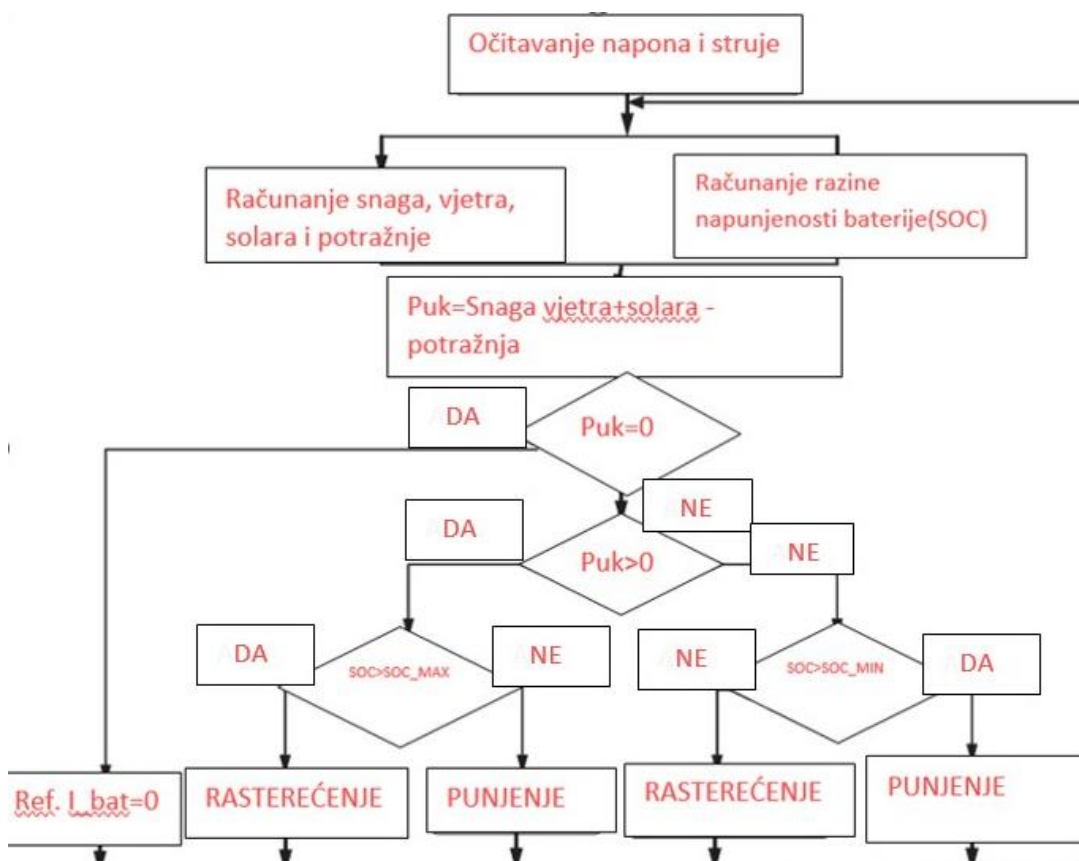 Očitavanje napona i struje
Računanje snaga, vjetra,
solara i potražnje
Računanje razine
napunjenosti baterije(SOC)
Puk=Snaga vjetra+solara -
potražnja
DA
Puk=0
NE
DA
Puk>0
NE
DA
SOC>SOC_MAX
NE
NE
SOC>SOC_MIN
DA
Ref. I_bat=0
RASTEREĆENJE
PUNJENJE
RASTEREĆENJE
PUNJENJE